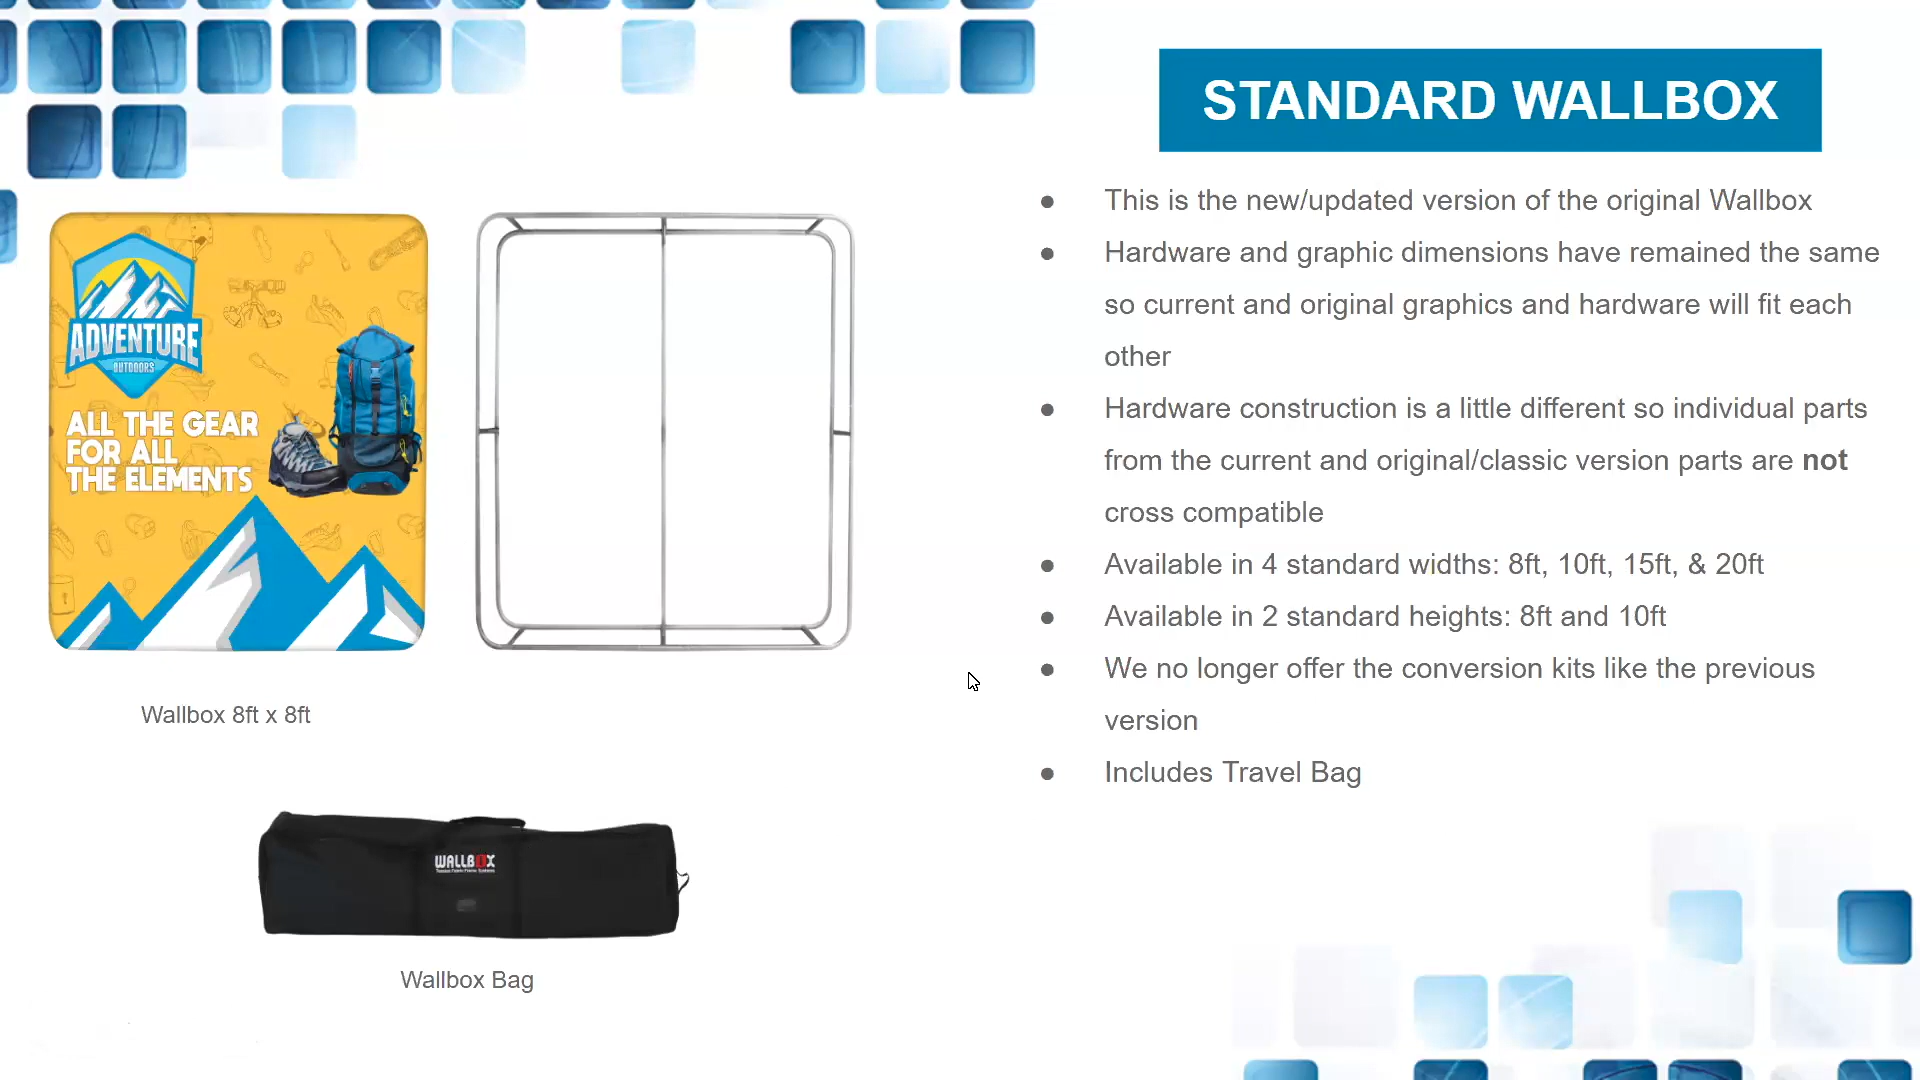 STANDARD WALLBOX
● This is the new/updated version of the original Wallbox
● Hardware and graphic dimensions have remained the same
so current and original graphics and hardware will fit each
other
● Hardware construction is a little different so individual parts
from the current and original/classic version parts are not
cross compatible
● Available in 4 standard widths: 8ft, 10ft, 15ft, & 20ft
● Available in 2 standard heights: 8ft and 10ft
● We no longer offer the conversion kits like the previous
version
● Includes Travel Bag
ADVENTURE
OUTDOORS
ALL THE GEAR
FOR ALL
THE ELEMENTS
Wallbox 8ft x 8ft
WALLBOX
Wallbox Bag